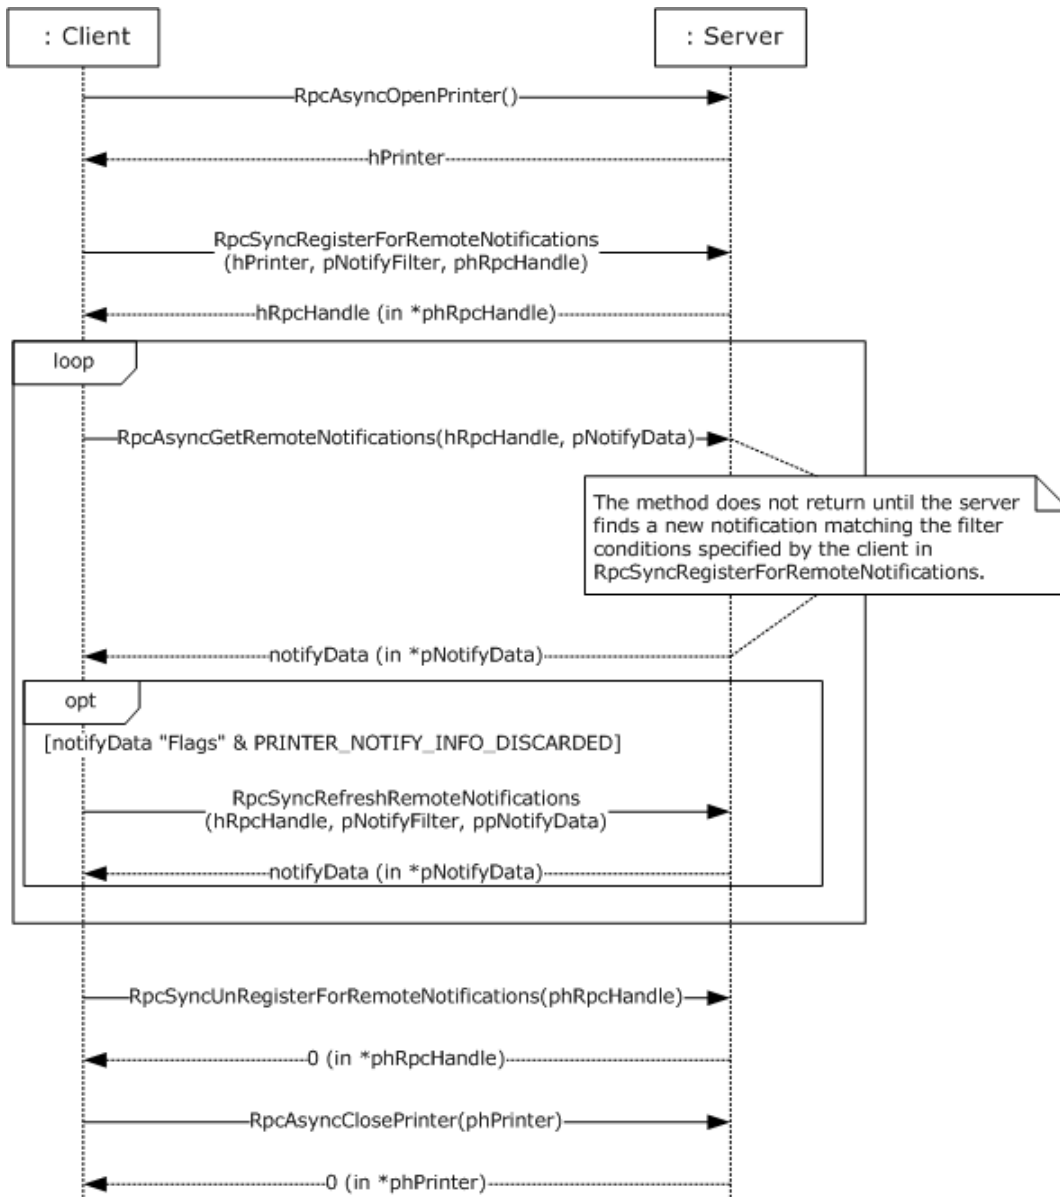 : Client
: Server
RpcAsyncOpenPrinter()
hPrinter
RpcSyncRegisterForRemoteNotifications
(hPrinter, pNotifyFilter, phRpcHandle)
hRpcHandle (in *phRpcHandle)
loop
RpcAsyncGetRemoteNotifications(hRpcHandle, pNotifyData)
The method does not return until the server
finds a new notification matching the filter
conditions specified by the client in
RpcSyncRegisterForRemoteNotifications.
notifyData (in *pNotifyData)
opt
[notifyData "Flags" & PRINTER_NOTIFY_INFO_DISCARDED]
RpcSyncRefreshRemoteNotifications
(hRpcHandle, pNotifyFilter, ppNotifyData)
notifyData (in *pNotifyData)
RpcSyncUnRegisterForRemoteNotifications(phRpcHandle)
0 (in *phRpcHandle)
RpcAsyncClosePrinter(phPrinter)
0 (in *phPrinter)